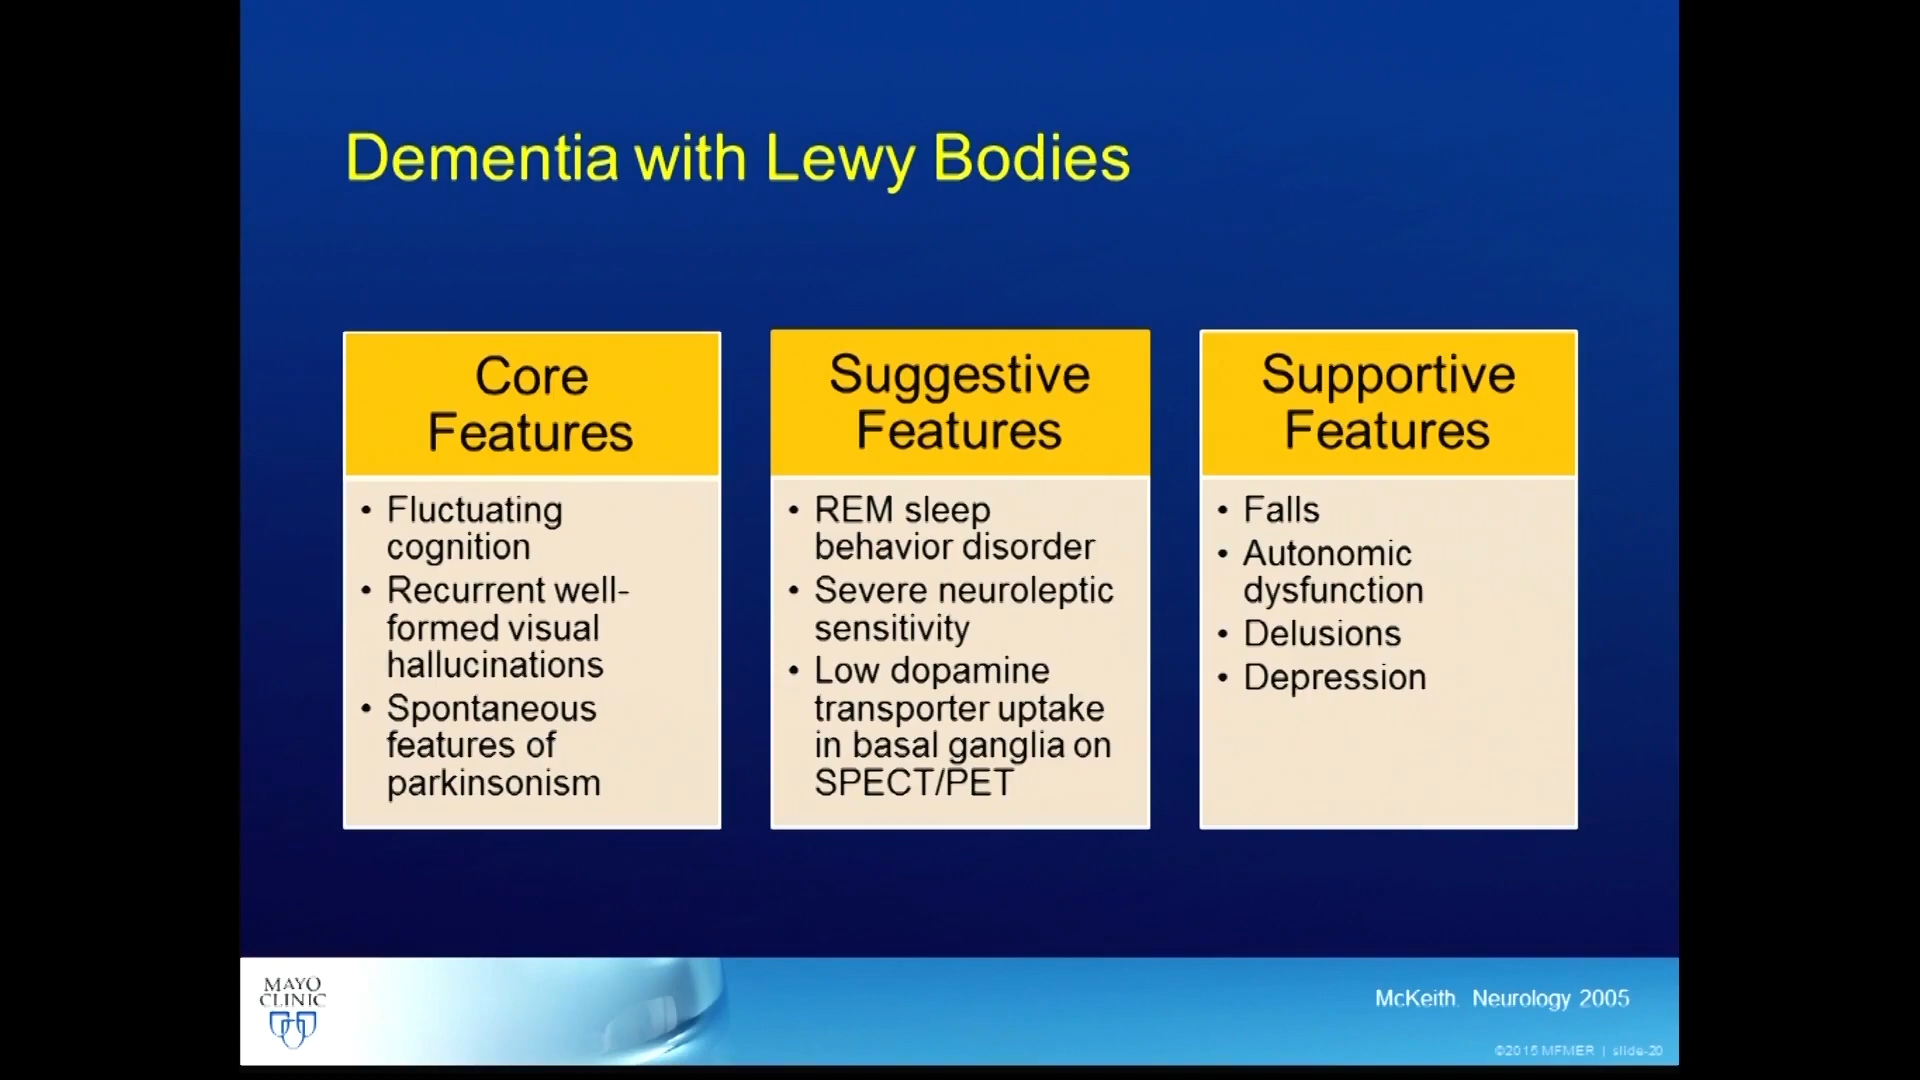 Dementia with Lewy Bodies
Core
Features
• Fluctuating
cognition
• Recurrent well-
formed visual
hallucinations
• Spontaneous
features of
parkinsonism
Suggestive
Features
• REM sleep
behavior disorder
• Severe neuroleptic
sensitivity
• Low dopamine
transporter uptake
in basal ganglia on
SPECT/PET
Supportive
Features
• Falls
• Autonomic
dysfunction
• Delusions
• Depression
MAYO
CLINIC
McKeith. Neurology 2005
©2015 MFMER | slide-20